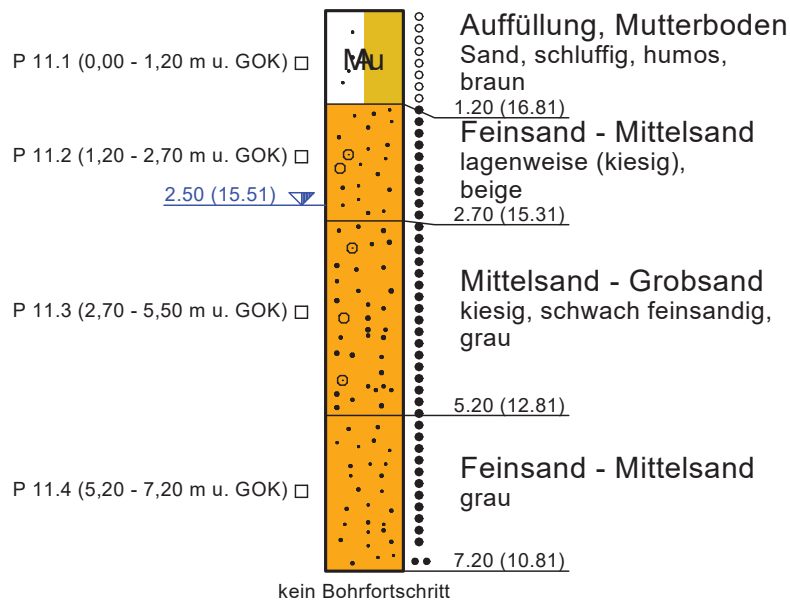 Auffüllung, Mutterboden
Sand, schluffig, humos,
braun
P 11.1 (0,00 - 1,20 m u. GOK)
Mu
A
1.20 (16.81)
Feinsand - Mittelsand
lagenweise (kiesig),
beige
P 11.2 (1,20 - 2,70 m u. GOK)
2.50 (15.51)
2.70 (15.31)
Mittelsand - Grobsand
kiesig, schwach feinsandig,
grau
P 11.3 (2,70 - 5,50 m u. GOK)
5.20 (12.81)
Feinsand - Mittelsand
grau
P 11.4 (5,20 - 7,20 m u. GOK)
7.20 (10.81)
kein Bohrfortschritt